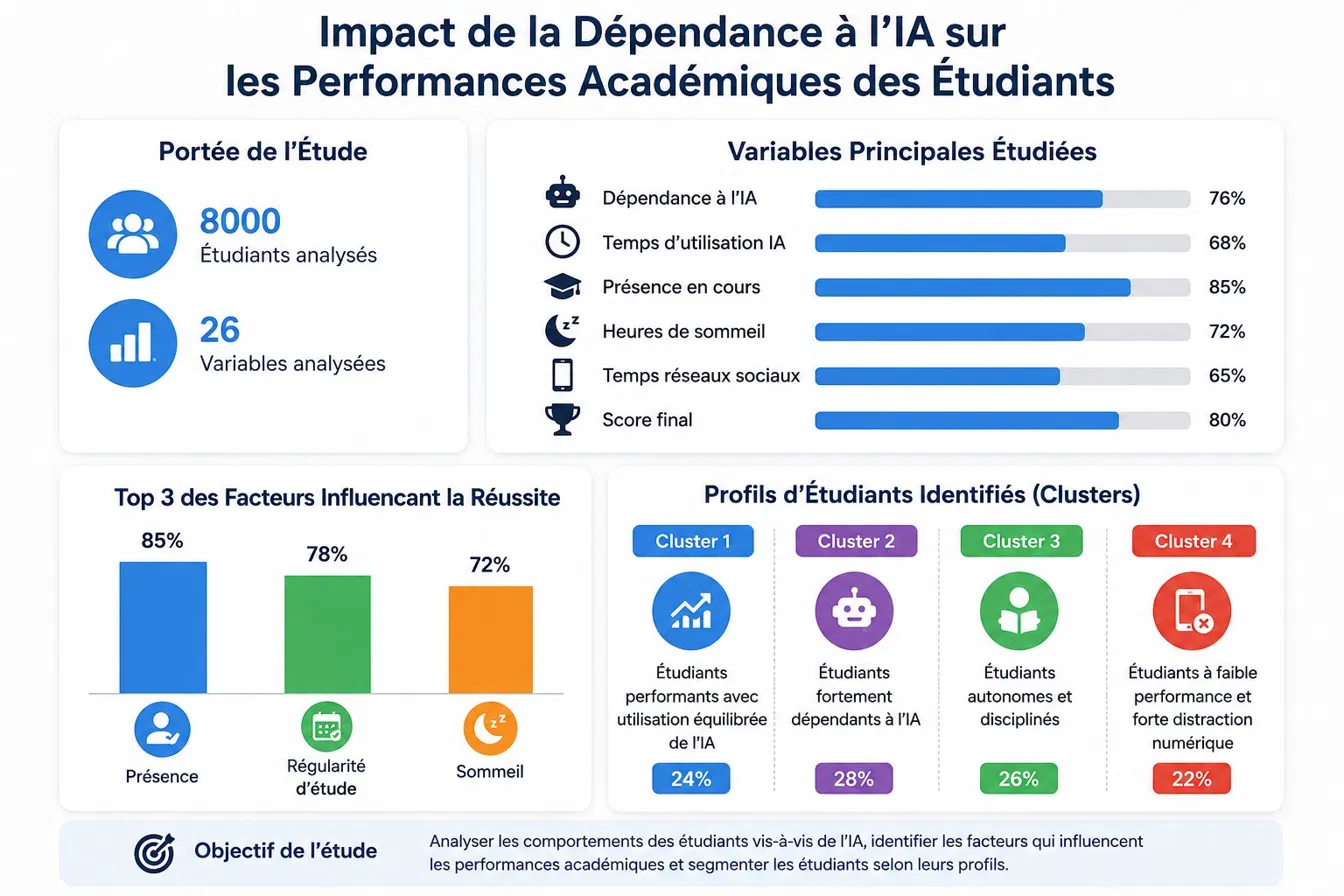 Impact de la Dépendance à l'IA sur
les Performances Académiques des Étudiants
Portée de l'Étude
8000
Étudiants analysés
26
Variables analysées
Variables Principales Étudiées
Dépendance à l'IA 76%
Temps d'utilisation IA 68%
Présence en cours 85%
Heures de sommeil 72%
Temps réseaux sociaux 65%
Score final 80%
Top 3 des Facteurs Influencant la Réussite
85%
78%
72%
Présence
Régularité
d'étude
Sommeil
Profils d'Étudiants Identifiés (Clusters)
Cluster 1
Étudiants
performants avec
utilisation équilibrée
de l'IA
24%
Cluster 2
Étudiants
fortement
dépendants à l'IA
28%
Cluster 3
Étudiants
autonomes et
disciplinés
26%
Cluster 4
Étudiants à faible
performance et
forte distraction
numérique
22%
Objectif de l'étude
Analyser les comportements des étudiants vis-à-vis de l'IA, identifier les facteurs qui influencent
les performances académiques et segmenter les étudiants selon leurs profils.